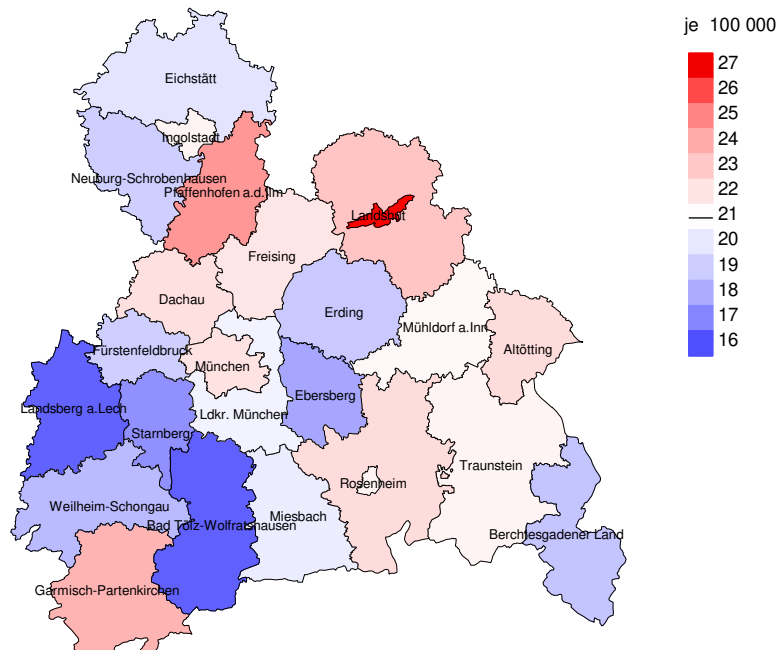 je 100 000
27
26
25
24
23
22
21
20
19
18
17
16
Eichstätt
Ingolstadt
Neuburg-Schrobenhausen
Pfaffenhofen a.d.Ilm
Landshut
Freising
Dachau
Erding
Mühldorf a.Inn
Fürstenfeldbruck
Altötting
München
Ebersberg
Landsberg a.Lech
Ldkr. München
Starnberg
Traunstein
Rosenheim
Weilheim-Schongau
Miesbach
Bad Tölz-Wolfratshausen
Berchtesgadener Land
Garmisch-Partenkirchen